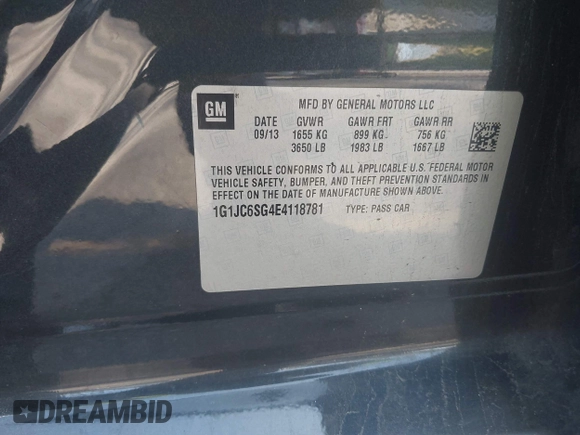 GM
MFD BY GENERAL MOTORS LLC
DATE GVWR GAWR FRT GAWR RR
09/13 1655 KG 899 KG 756 KG
3650 LB 1983 LB 1667 LB
THIS VEHICLE CONFORMS TO ALL APPLICABLE U.S. FEDERAL MOTOR
VEHICLE SAFETY, BUMPER, AND THEFT PREVENTION STANDARDS IN
EFFECT ON THE DATE OF MANUFACTURE SHOWN ABOVE.
1G1JC6SG4E4118781 TYPE: PASS CAR
DREAMBID